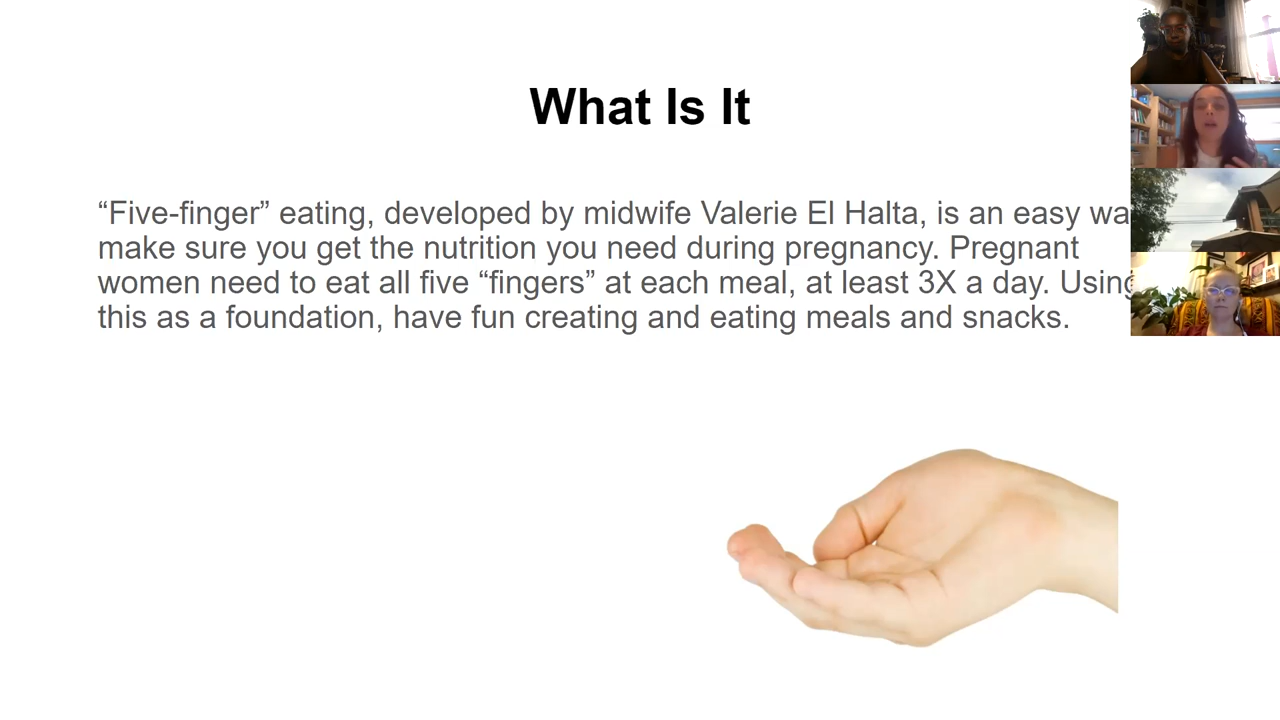 What Is It
“Five-finger” eating, developed by midwife Valerie El Halta, is an easy
make sure you get the nutrition you need during pregnancy. Pregnant
women need to eat all five “fingers” at each meal, at least 3X a day. Using
this as a foundation, have fun creating and eating meals and snacks.